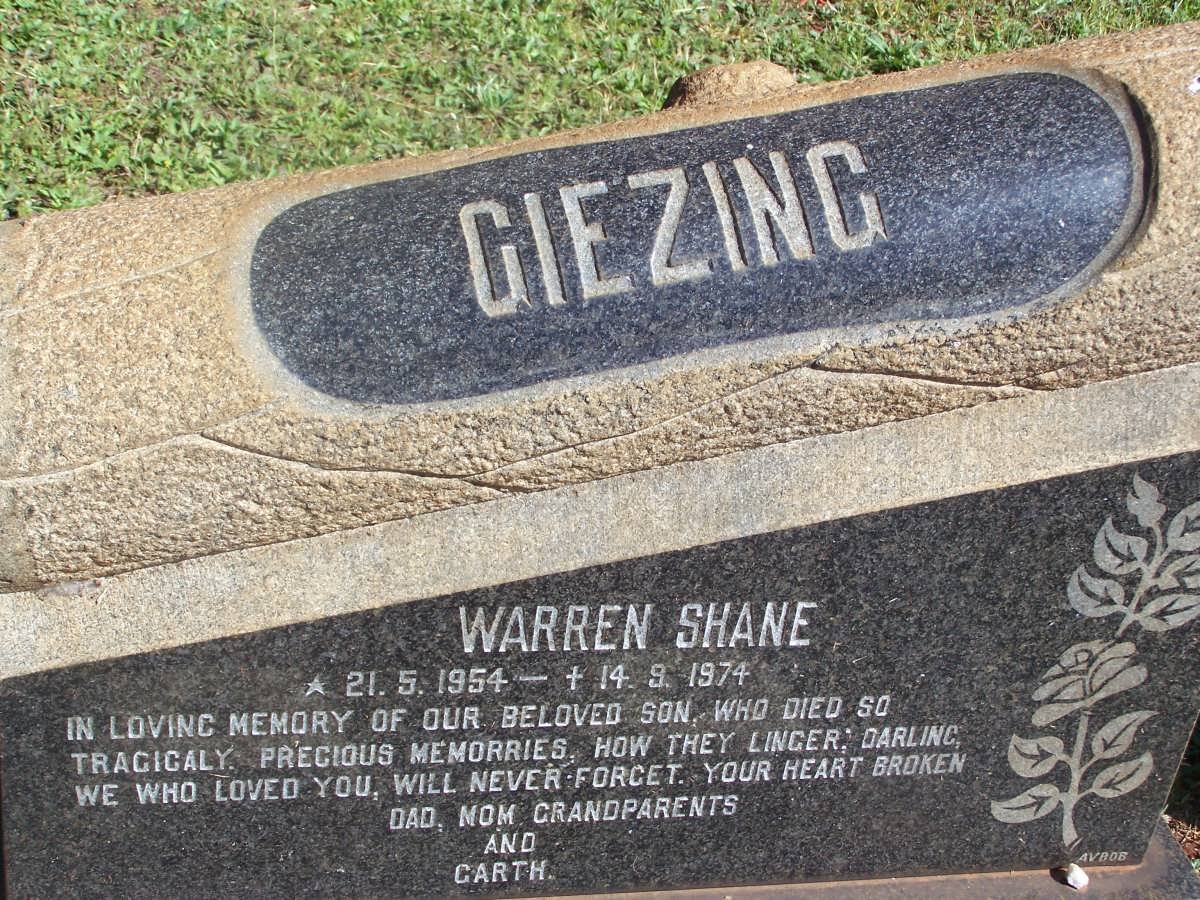 GIEZING
WARREN SHANE
★ 21. 5. 1954 — † 14. 9. 1974
IN LOVING MEMORY OF OUR BELOVED SON, WHO DIED SO
TRAGICALY. PRECIOUS MEMORRIES, HOW THEY LINGER; DARLING,
WE WHO LOVED YOU, WILL NEVER FORGET. YOUR HEART BROKEN
DAD, MOM GRANDPARENTS
AND
GARTH.
AVBOB